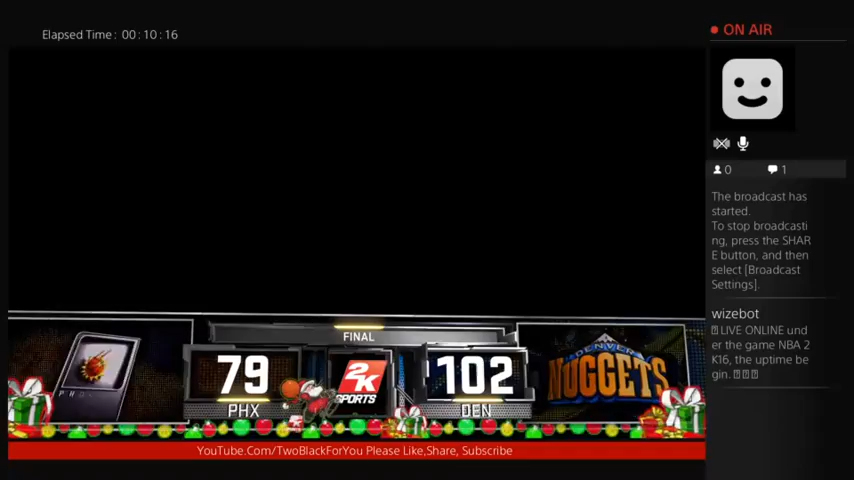 Elapsed Time: 00:10:16
ON AIR
0
1
The broadcast has
started.
To stop broadcasti
ng, press the SHAR
E button, and then
select [Broadcast
Settings].
wizebot
LIVE ONLINE und
er the game NBA 2
K16, the uptime be
gin.
FINAL
79
2K
102
SPORTS
PHX
DEN
DENVER
NUGGETS
YouTube.Com/TwoBlackForYou Please Like,Share, Subscribe